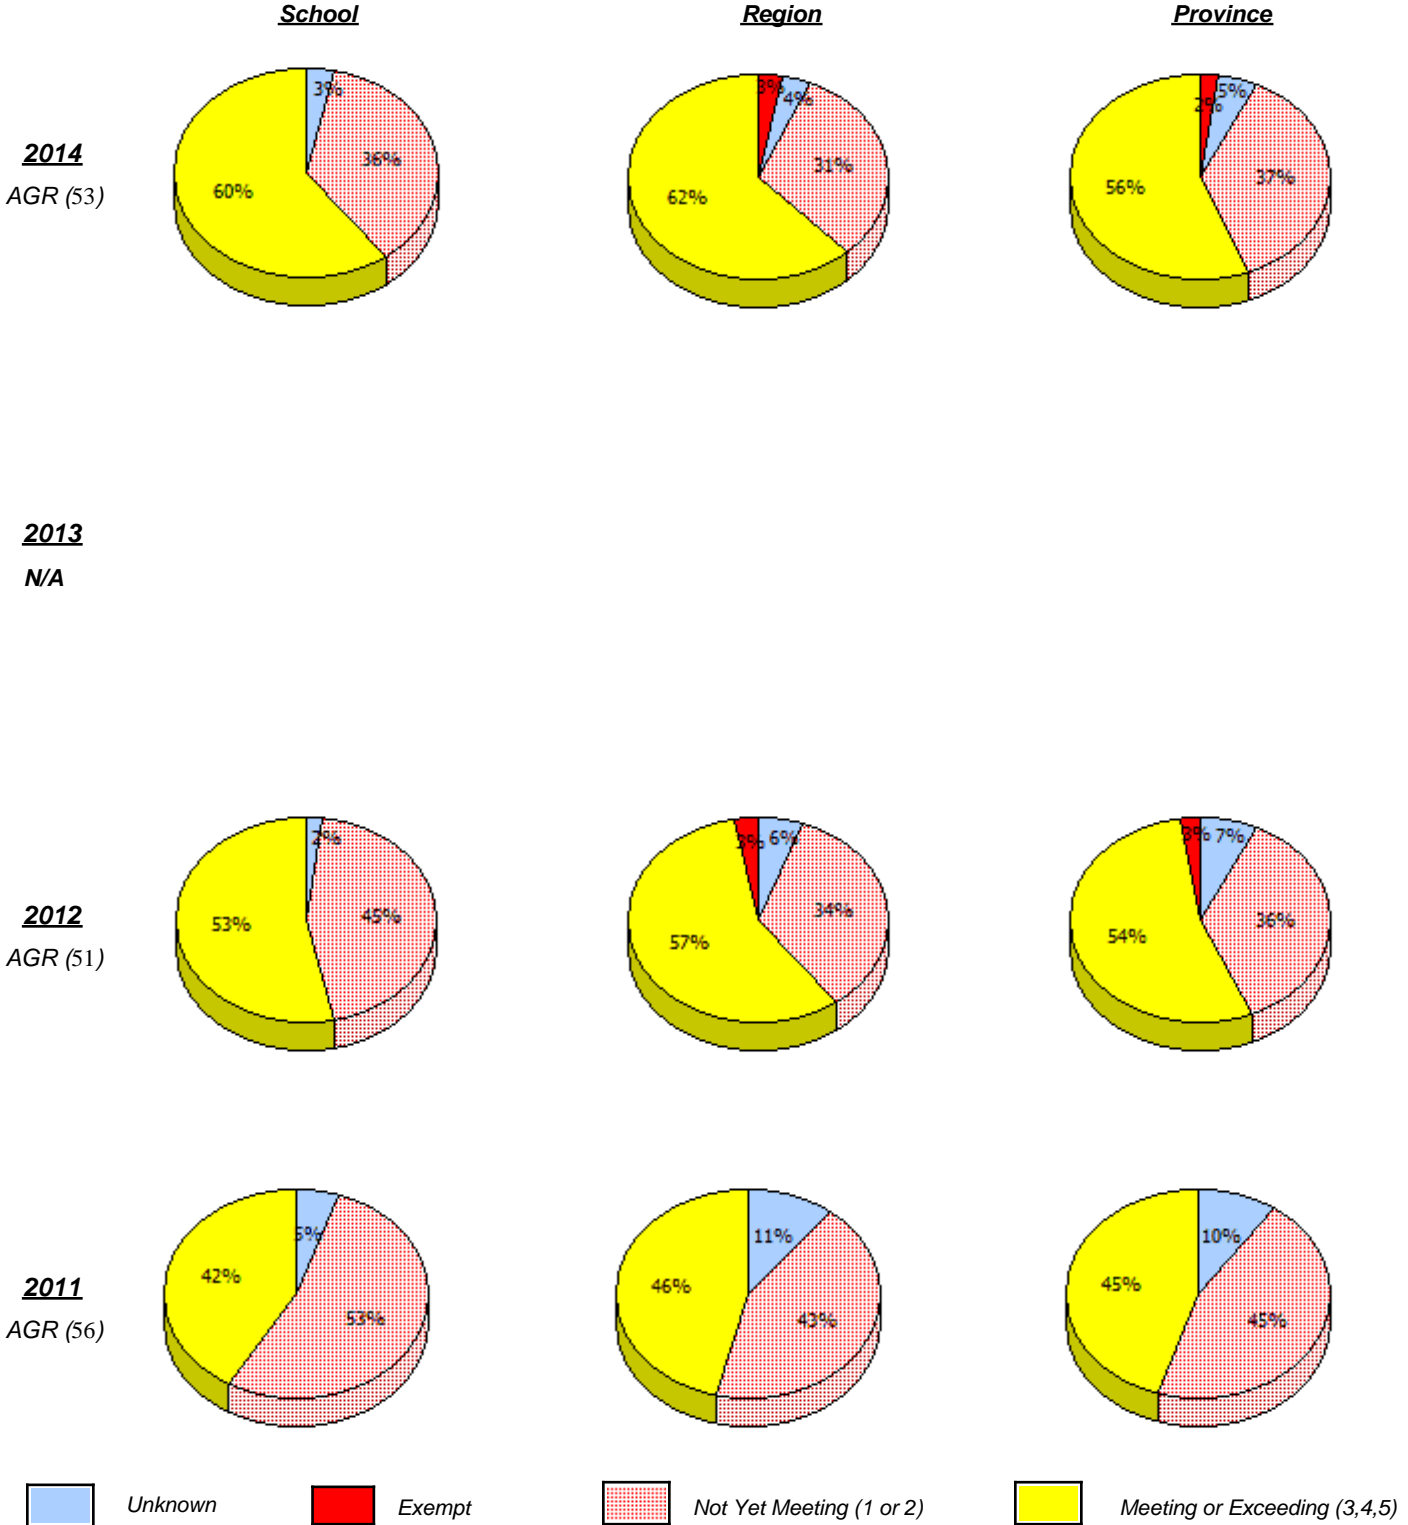 School Region Province
2014
AGR (53)
3% 36% 60%
3% 4% 31% 62%
2% 5% 37% 56%
2013
N/A
2012
AGR (51)
2% 45% 53%
3% 6% 34% 57%
3% 7% 36% 54%
2011
AGR (56)
5% 53% 42%
11% 43% 46%
10% 45% 45%
Unknown Exempt Not Yet Meeting (1 or 2) Meeting or Exceeding (3,4,5)